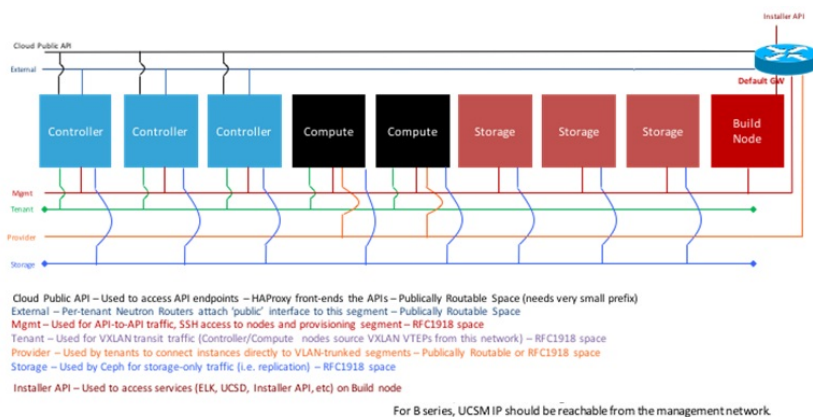 Installer API
Cloud Public API
External
Default GW
Controller
Controller
Controller
Compute
Compute
Storage
Storage
Storage
Build
Node
Mgmt
Tenant
Provider
Storage
Cloud Public API – Used to access API endpoints – HAProxy front-ends the APIs – Publically Routable Space (needs very small prefix)
External – Per-tenant Neutron Routers attach 'public' interface to this segment – Publically Routable Space
Mgmt – Used for API-to-API traffic, SSH access to nodes and provisioning segment – RFC1918 space
Tenant – Used for VXLAN transit traffic (Controller/Compute nodes source VXLAN VTEPs from this network) – RFC1918 space
Provider – Used by tenants to connect instances directly to VLAN-trunked segments – Publically Routable or RFC1918 space
Storage – Used by Ceph for storage-only traffic (i.e. replication) – RFC1918 space
Installer API – Used to access services (ELK, UCSD, Installer API, etc) on Build node
For B series, UCSM IP should be reachable from the management network.